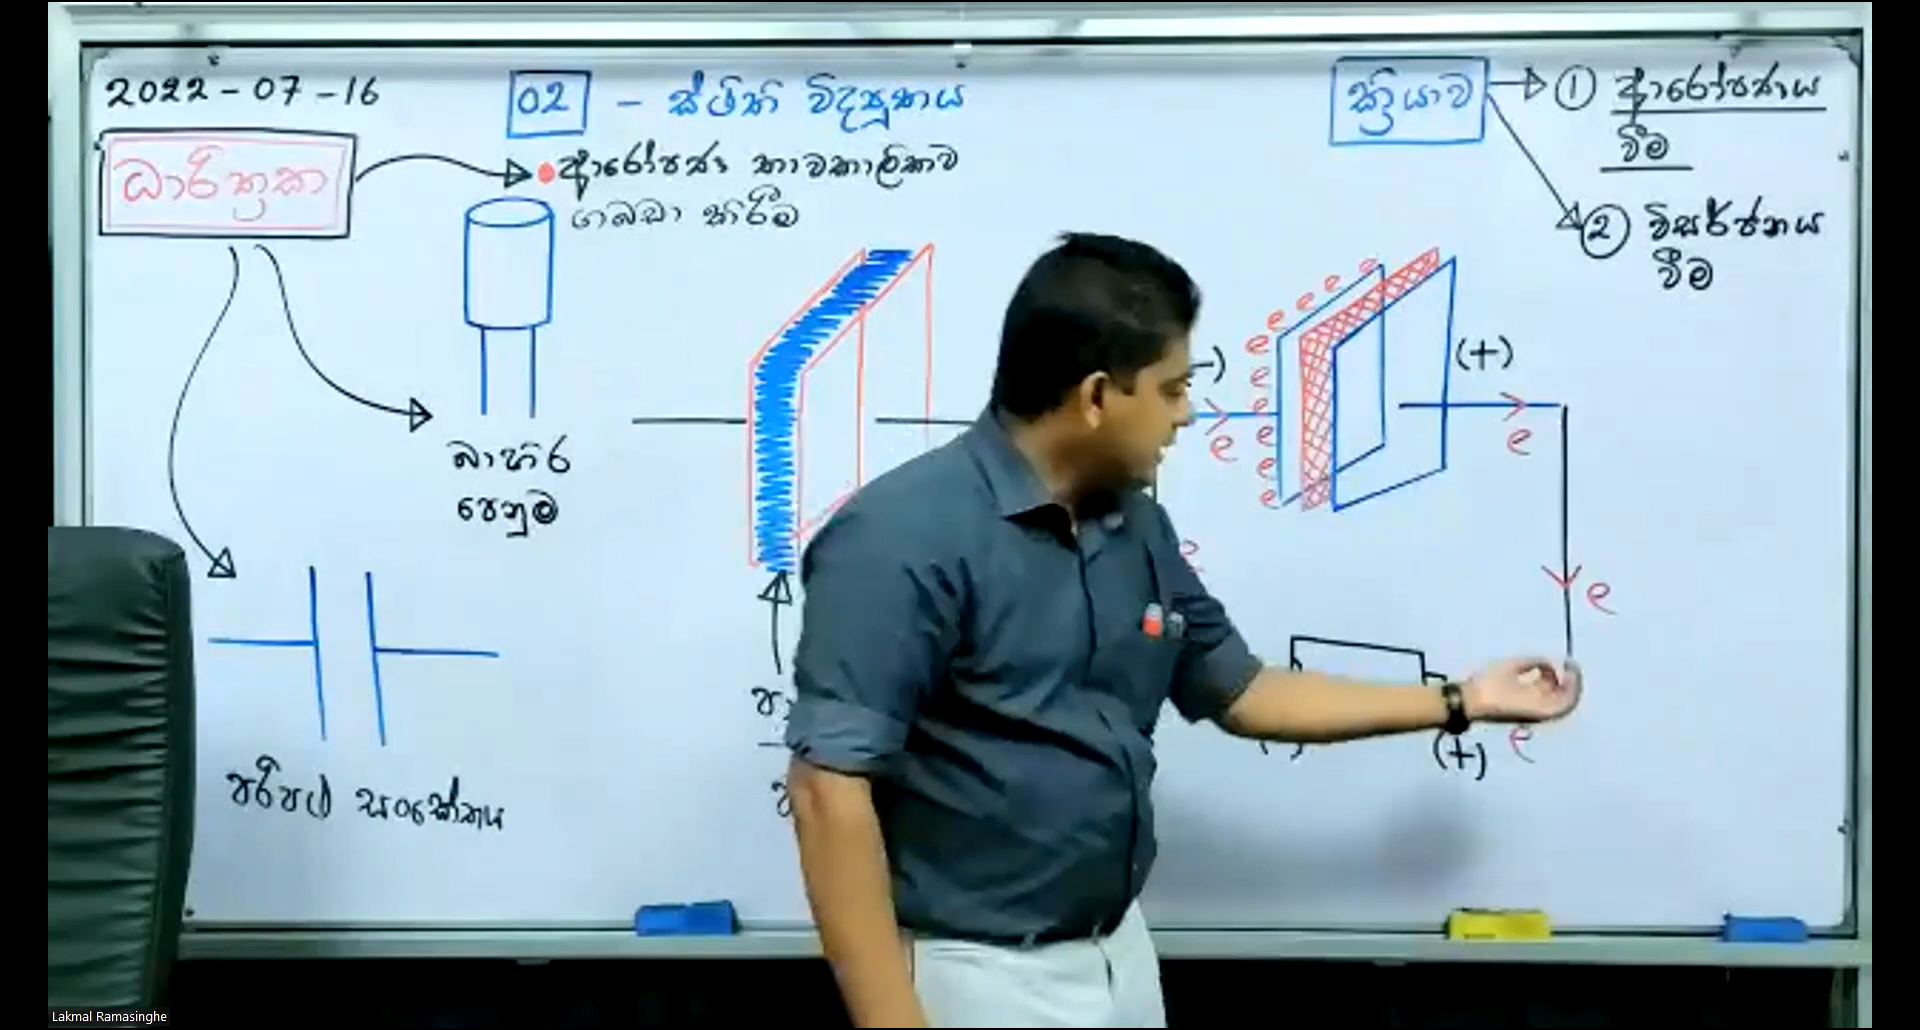 2022-07-16
02 - ස්ථිති විද්‍යුතය
ක්‍රියාව
① ආරෝපණය
වීම
② විසර්ජනය
වීම
ධාරිත්‍රක
ආරෝපණ තාවකාලිකව
ගබඩා කිරීම
බාහිර
පෙනුම
පරිපථ සංකේතය
e e e e
e
e
e
e
e
e
(+)
e
e
e
e
(+)
e
Lakmal Ramasinghe